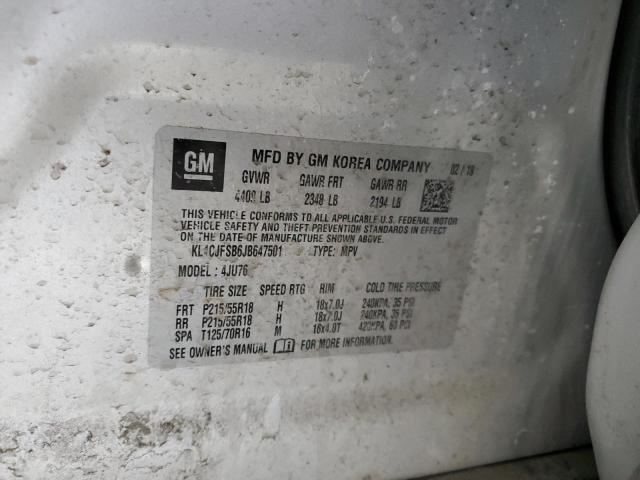 GM
MFD BY GM KOREA COMPANY 02/18
GVWR GAWR FRT GAWR RR
4409 LB 2348 LB 2194 LB
THIS VEHICLE CONFORMS TO ALL APPLICABLE U.S. FEDERAL MOTOR
VEHICLE SAFETY AND THEFT PREVENTION STANDARDS IN EFFECT ON
THE DATE OF MANUFACTURE SHOWN ABOVE.
KL4CJFSB6JB647501 TYPE: MPV
MODEL: 4JU76
TIRE SIZE SPEED RTG RIM COLD TIRE PRESSURE
FRT P215/55R18 H 18x7.0J 240KPA, 35 PSI
RR P215/55R18 H 18x7.0J 240KPA, 35 PSI
SPA T125/70R16 M 16x4.0T 420KPA, 60 PSI
SEE OWNER'S MANUAL FOR MORE INFORMATION.